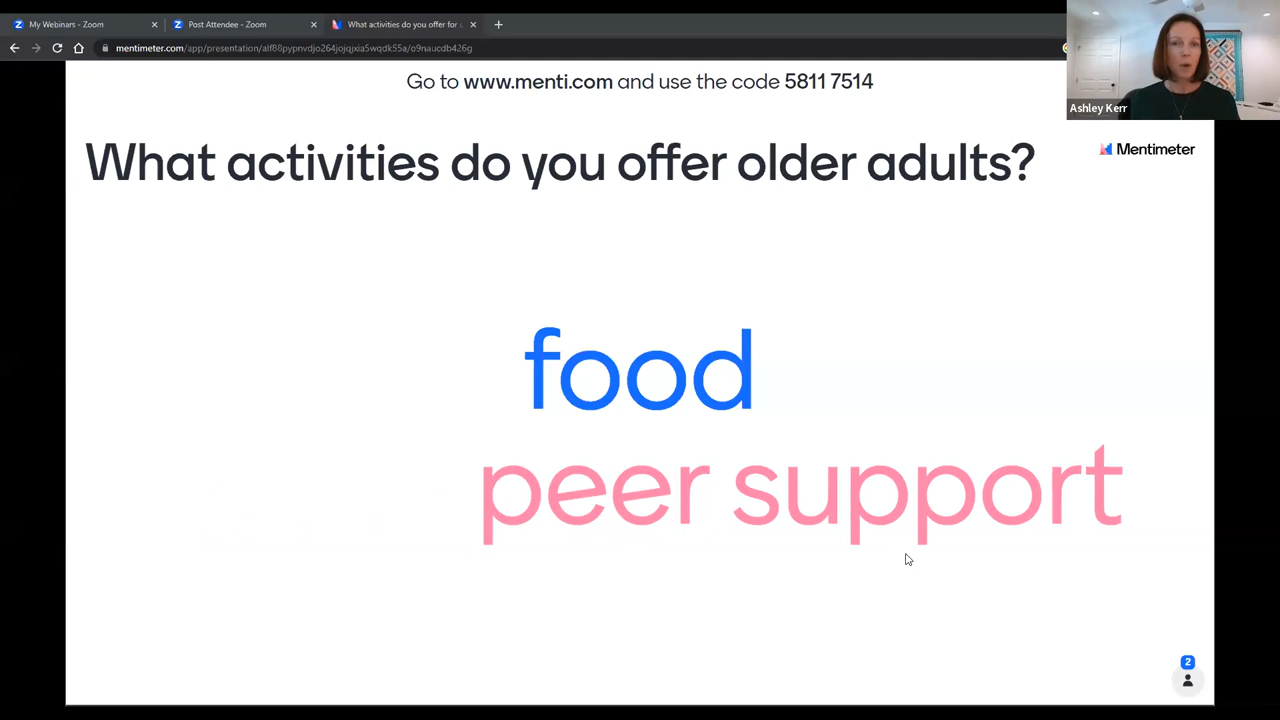 My Webinars - Zoom
Post Attendee - Zoom
What activities do you offer for
mentimeter.com/app/presentation/alf88pypnvdjo264jojqjxia5wqdk55a/o9naucdb426g
Ashley Kerr
Go to www.menti.com and use the code 5811 7514
What activities do you offer older adults?
Mentimeter
food
peer support
2